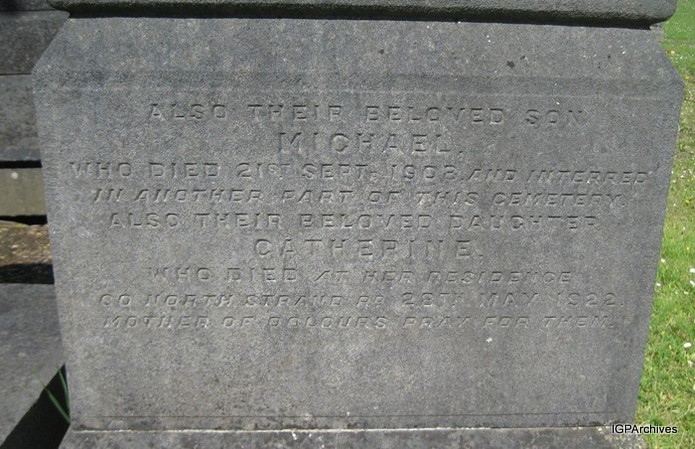 ALSO THEIR BELOVED SON
MICHAEL,
WHO DIED 21ST SEPT. 1908 AND INTERRED
IN ANOTHER PART OF THIS CEMETERY.
ALSO THEIR BELOVED DAUGHTER
CATHERINE
WHO DIED AT HER RESIDENCE
NORTH STRAND RD 28TH MAY 1922.
MOTHER OF DOLOURS PRAY FOR THEM.
IGPArchives